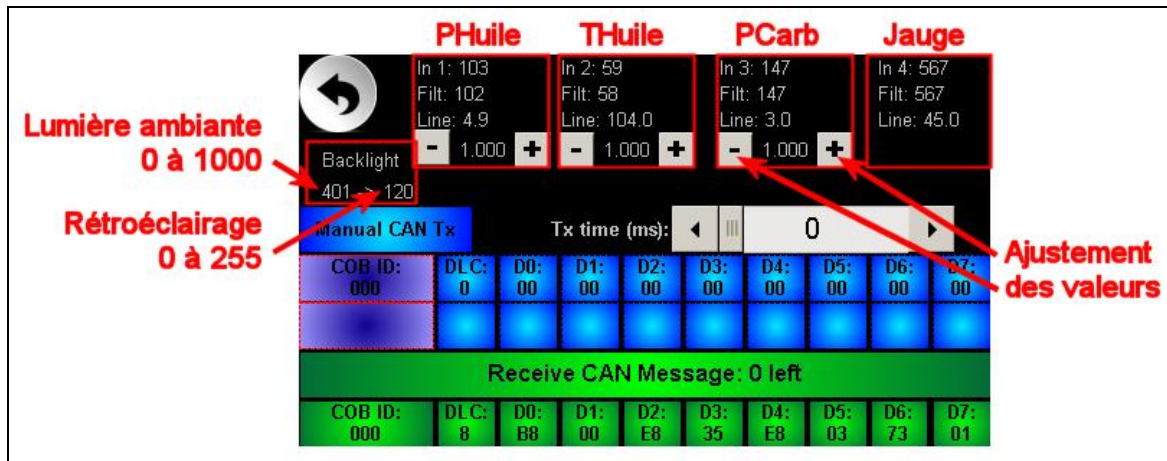 PHuile THuile PCarb Jauge
In 1: 103 In 2: 59 In 3: 147 In 4: 567
Filt: 102 Filt: 58 Filt: 147 Filt: 567
Line: 4.9 Line: 104.0 Line: 3.0 Line: 45.0
- 1.000 + - 1.000 + - 1.000 +
Lumière ambiante
0 à 1000
Backlight
401 -> 120
Rétroéclairage
0 à 255
Manual CAN Tx Tx time (ms): 0
Ajustement
des valeurs
COB ID: DLC: D0: D1: D2: D3: D4: D5: D6: D7:
000 0 00 00 00 00 00 00 00 00
Receive CAN Message: 0 left
COB ID: DLC: D0: D1: D2: D3: D4: D5: D6: D7:
000 8 B8 00 E8 35 E8 03 73 01